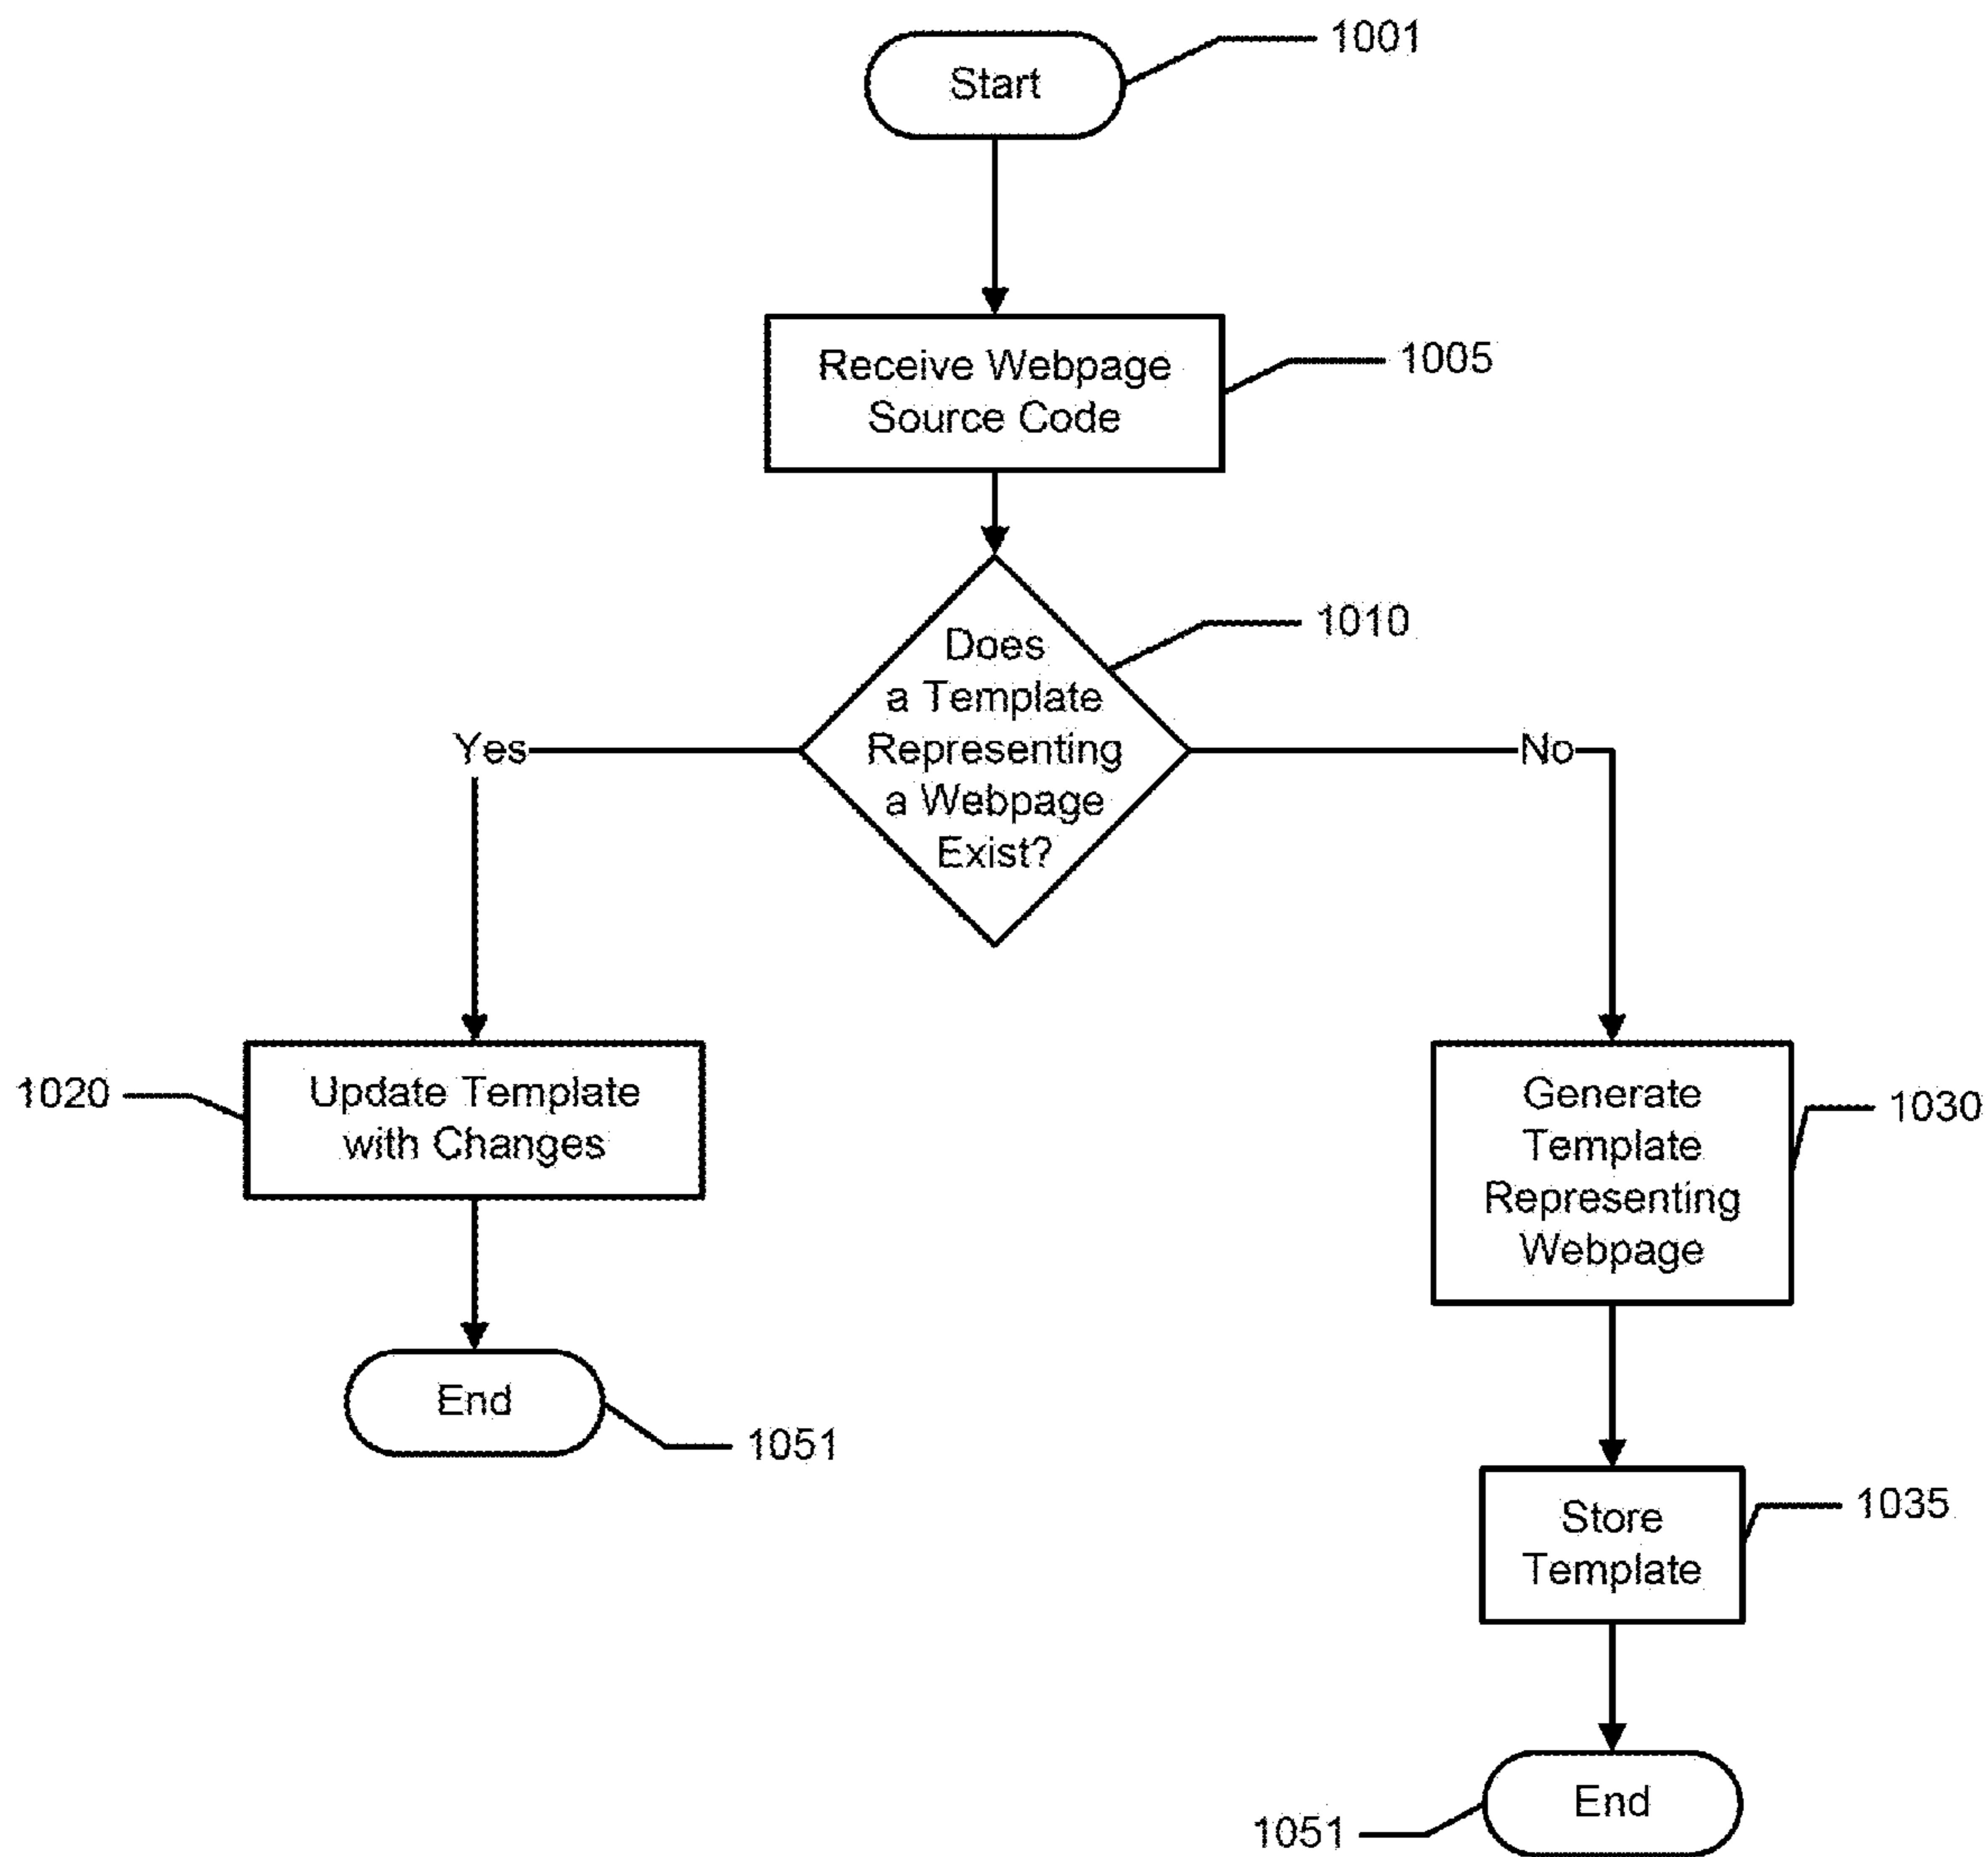 Start
1001
Receive Webpage
Source Code
1005
Does
a Template
Representing
a Webpage
Exist?
1010
Yes
No
1020
Update Template
with Changes
Generate
Template
Representing
Webpage
1030
End
1051
Store
Template
1035
End
1051